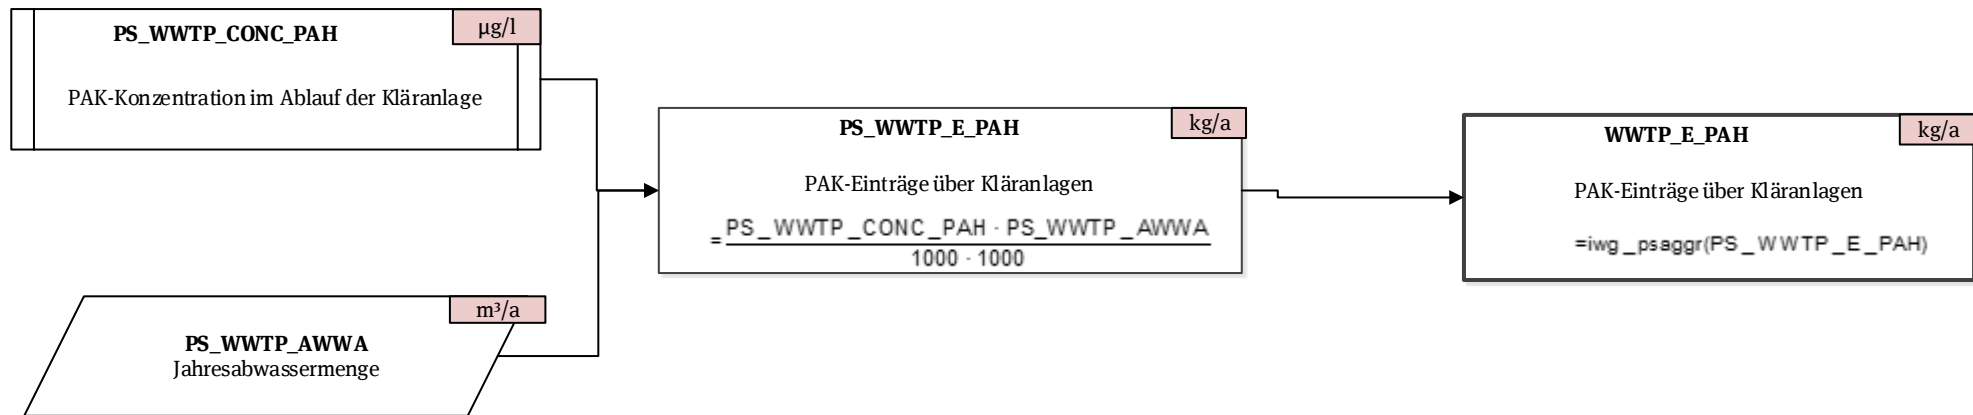 PS_WWTP_CONC_PAH
µg/l
PAK-Konzentration im Ablauf der Kläranlage
PS_WWTP_AWWA
m³/a
Jahresabwassermenge
PS_WWTP_E_PAH
kg/a
PAK-Einträge über Kläranlagen
=PS_WWTP_CONC_PAH · PS_WWTP_AWWA
1000 · 1000
WWTP_E_PAH
kg/a
PAK-Einträge über Kläranlagen
=iwg_psaggr(PS_WWTP_E_PAH)